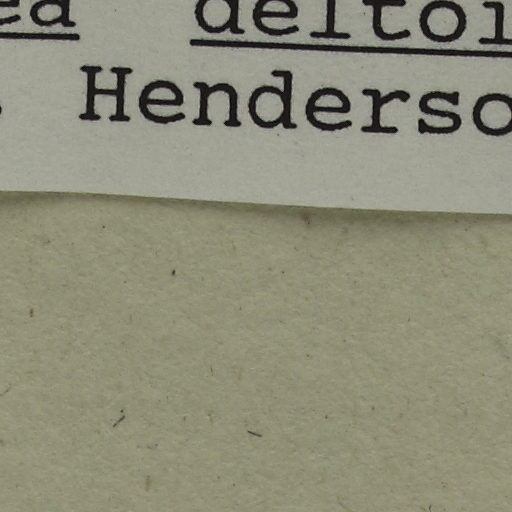 ea deltoi
. Henderso